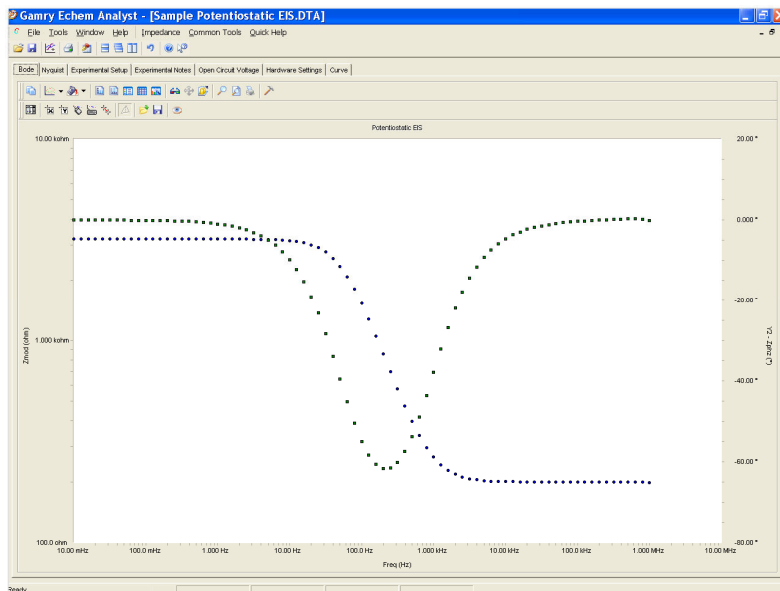 Gamry Echem Analyst - [Sample Potentiostatic EIS.DTA]
File Tools Window Help Impedance Common Tools Quick Help
Bode Nyquist Experimental Setup Experimental Notes Open Circuit Voltage Hardware Settings Curve
Potentiostatic EIS
10.00 kohm
1.000 kohm
100.0 ohm
Zmod (ohm)
20.00 °
0.000 °
-20.00 °
-40.00 °
-60.00 °
-80.00 °
Y2 - Zphz (°)
10.00 mHz 100.0 mHz 1.000 Hz 10.00 Hz 100.0 Hz 1.000 kHz 10.00 kHz 100.0 kHz 1.000 MHz 10.00 MHz
Freq (Hz)
Ready